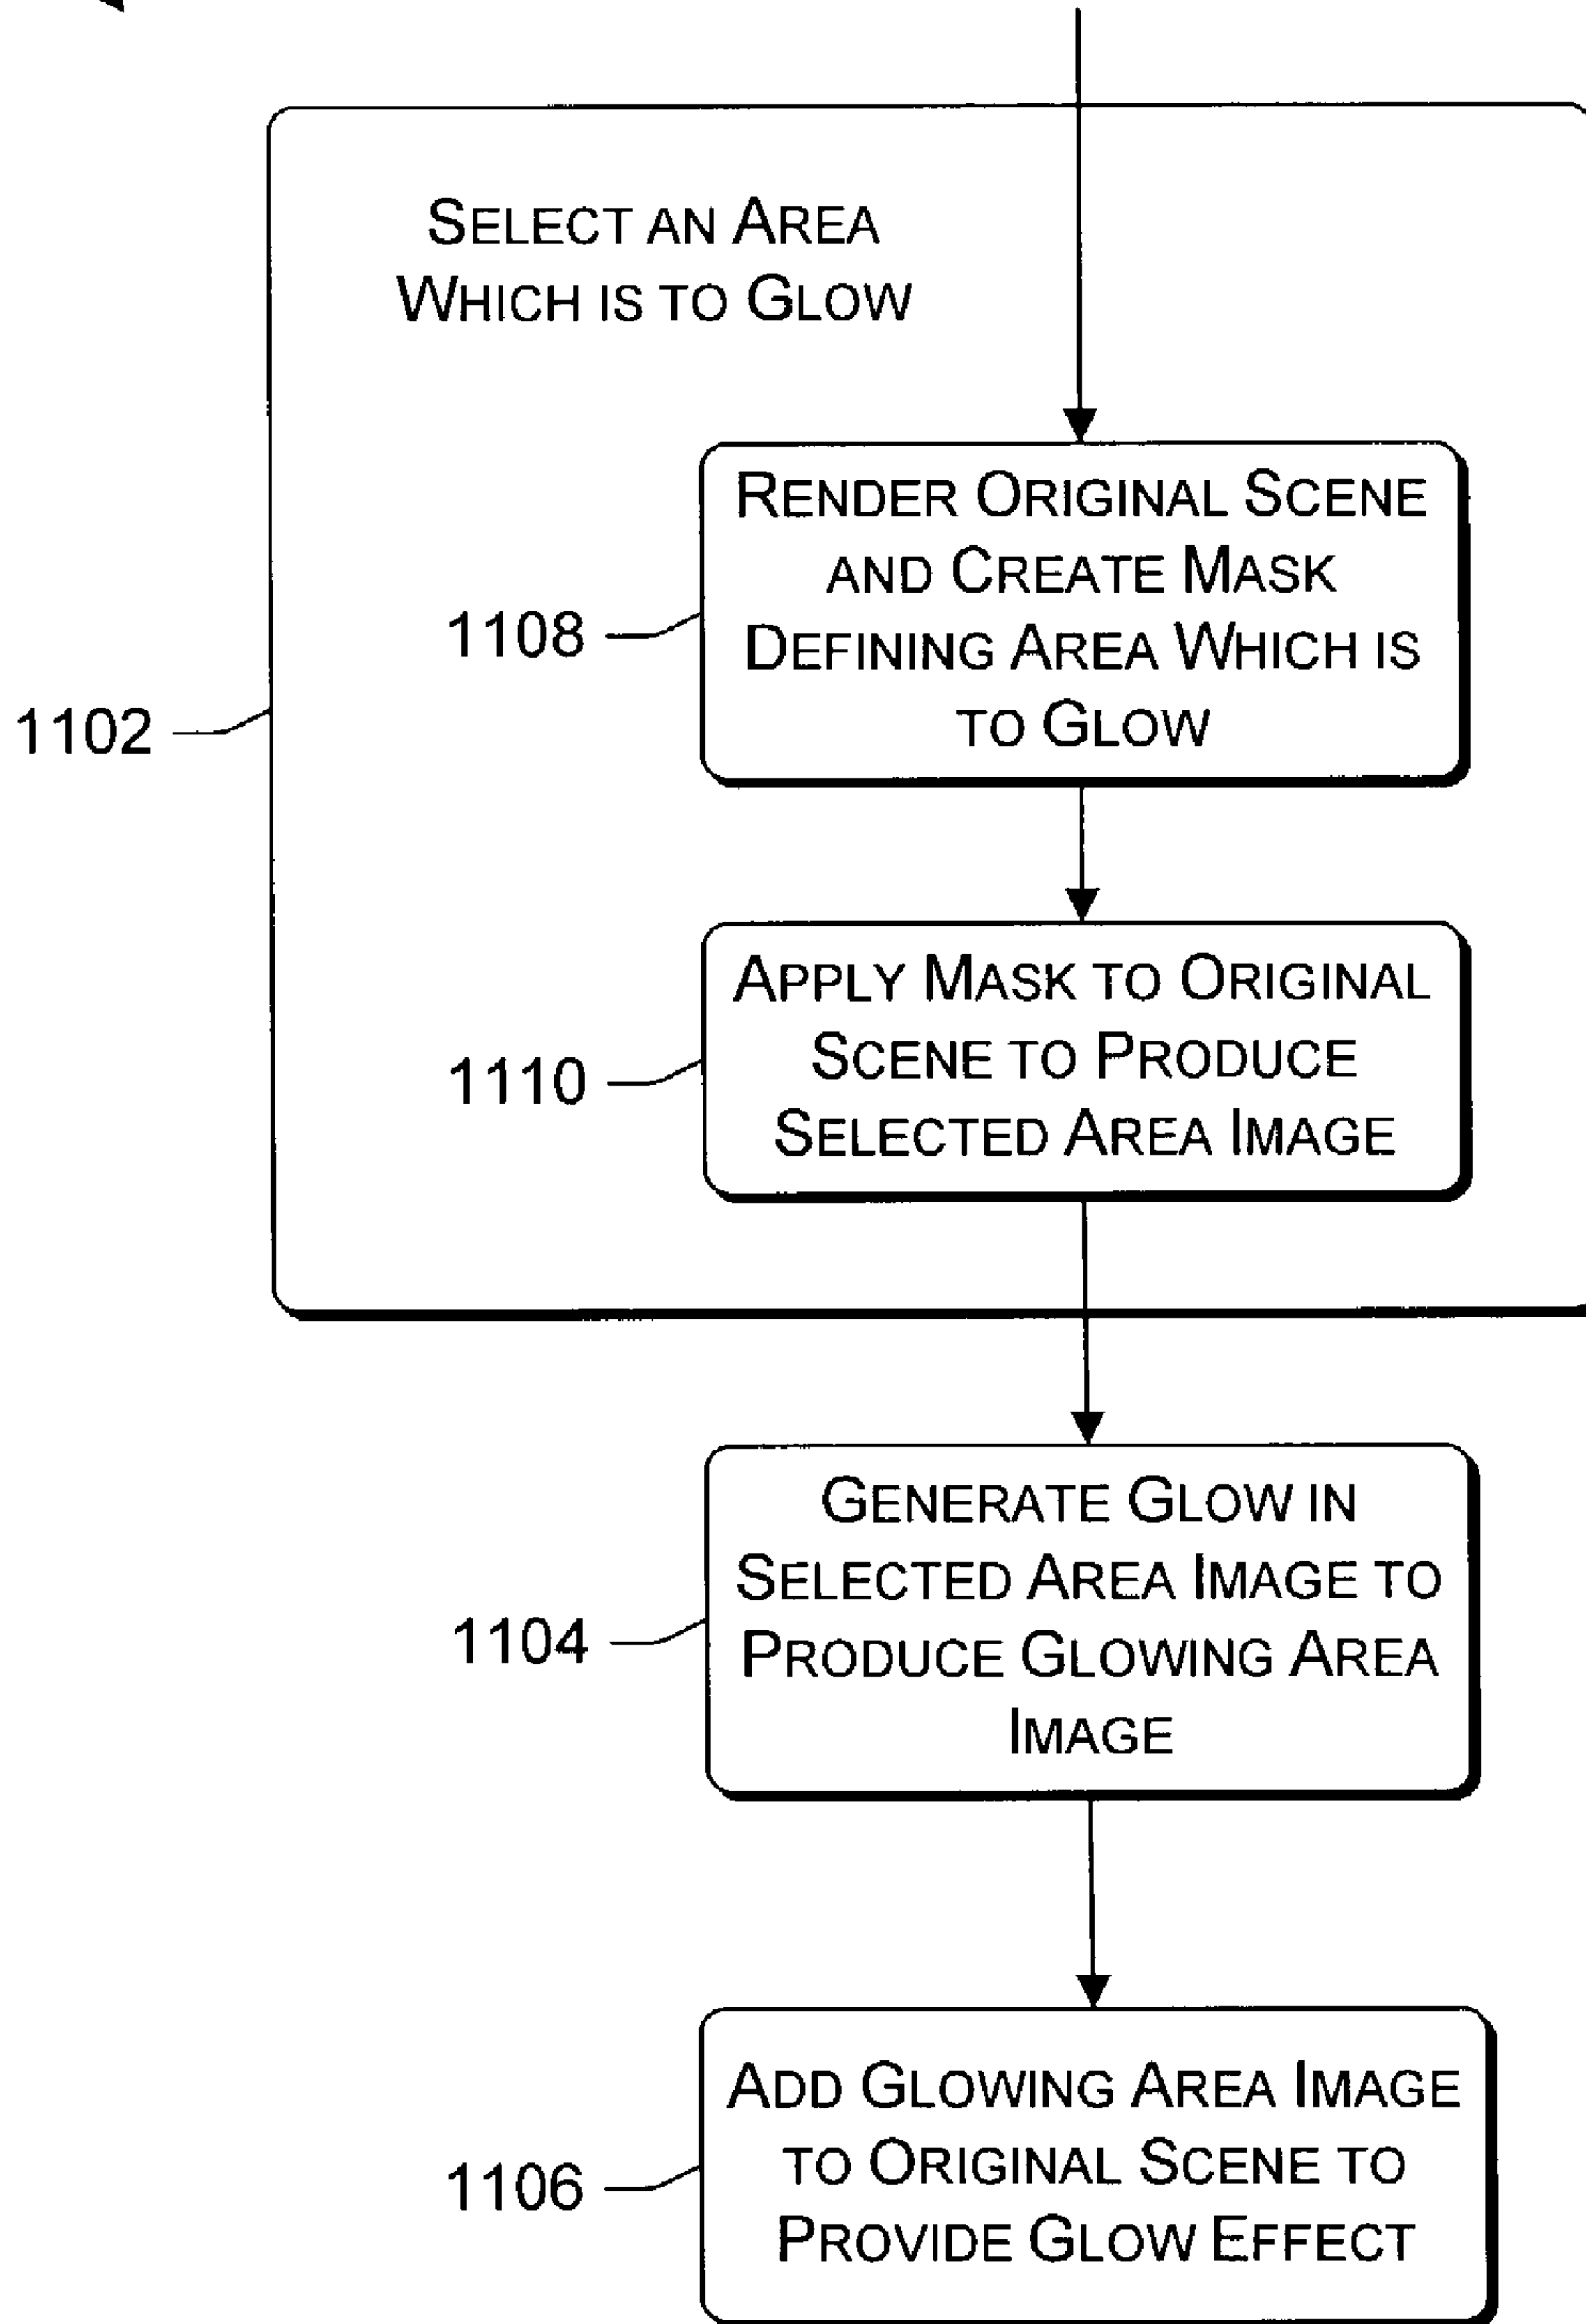 SELECT AN AREA
WHICH IS TO GLOW
RENDER ORIGINAL SCENE
AND CREATE MASK
DEFINING AREA WHICH IS
TO GLOW
1108
1102
APPLY MASK TO ORIGINAL
SCENE TO PRODUCE
SELECTED AREA IMAGE
1110
GENERATE GLOW IN
SELECTED AREA IMAGE TO
PRODUCE GLOWING AREA
IMAGE
1104
ADD GLOWING AREA IMAGE
TO ORIGINAL SCENE TO
PROVIDE GLOW EFFECT
1106